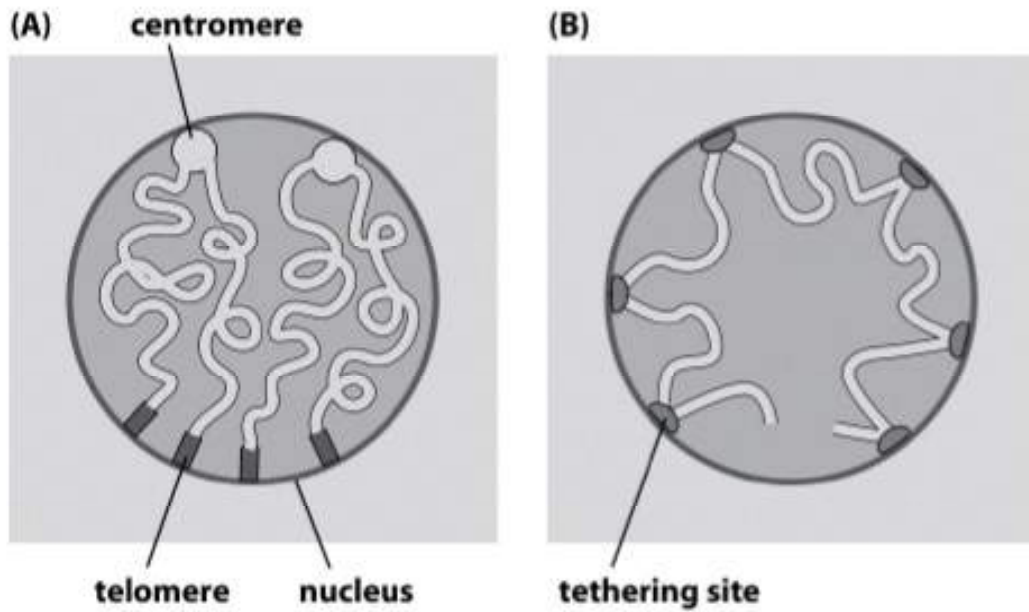 (A)
centromere
(B)
telomere
nucleus
tethering site